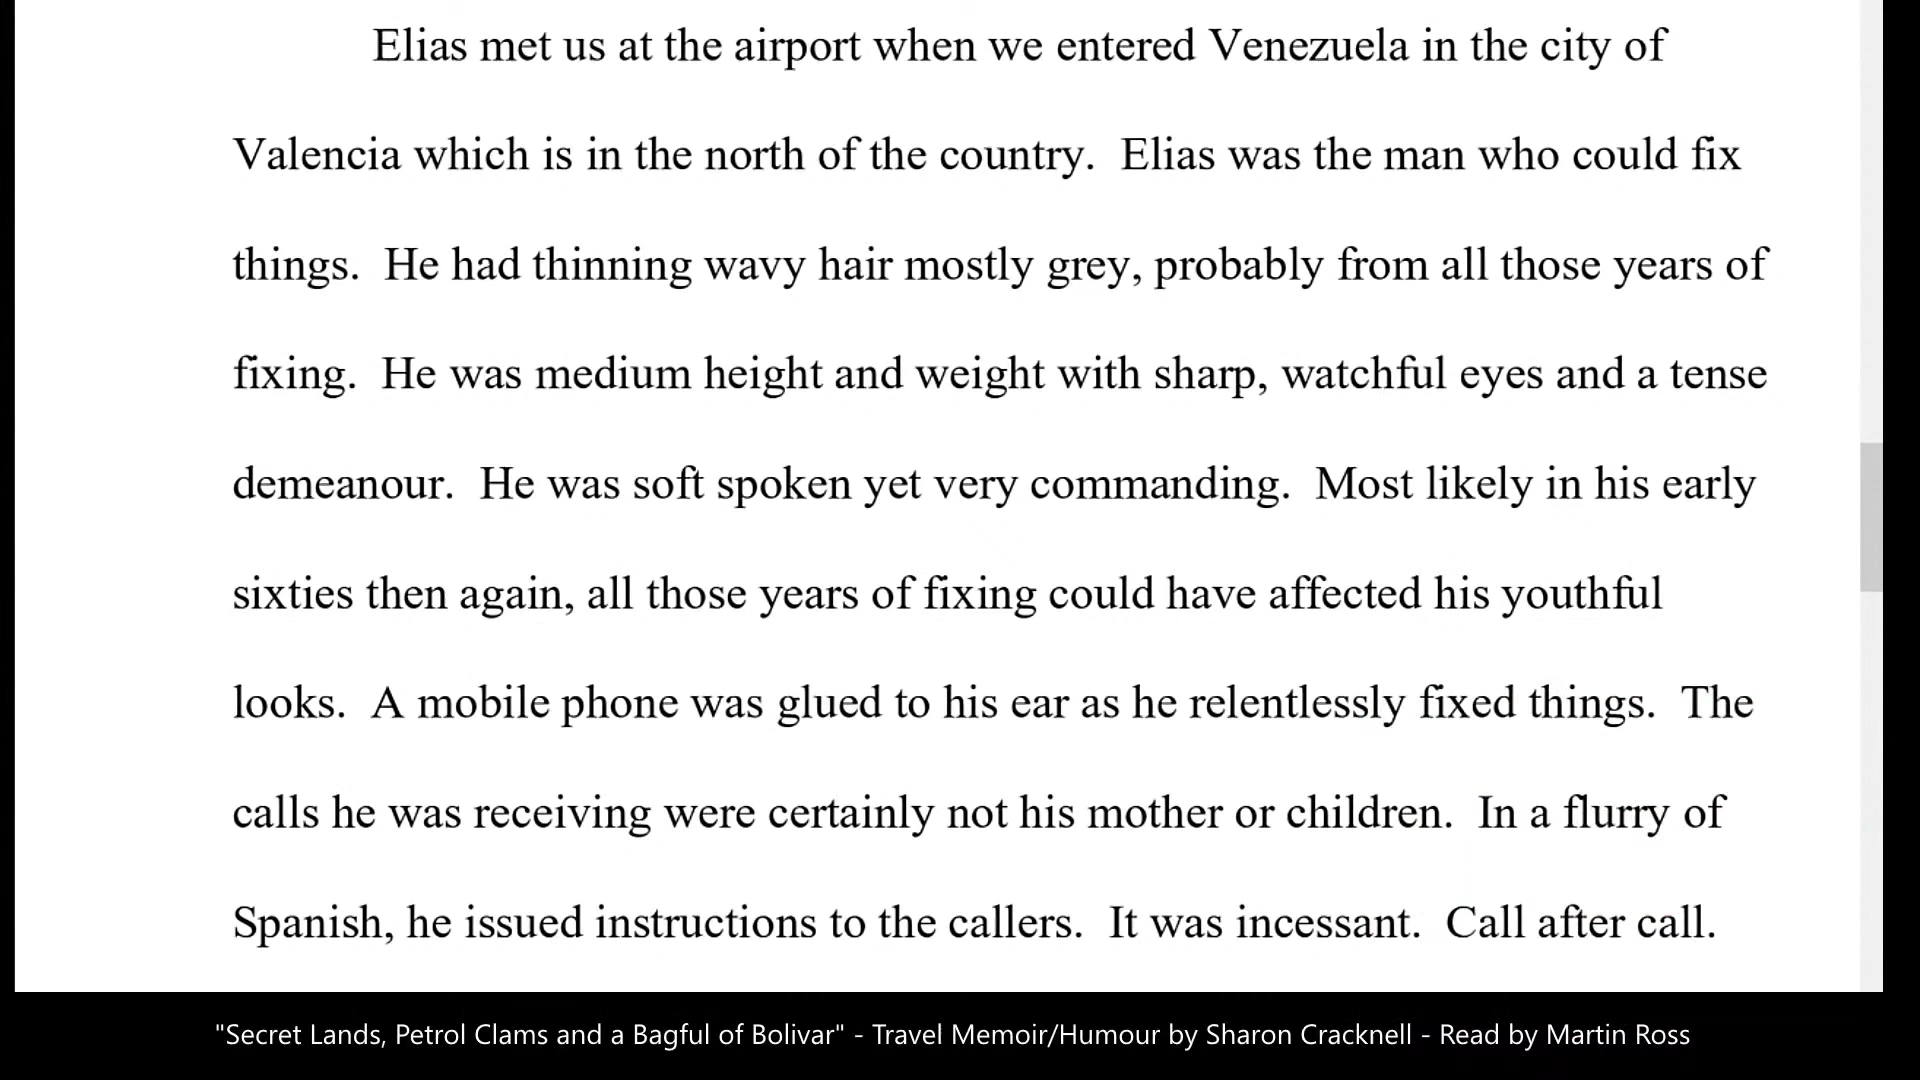 Elias met us at the airport when we entered Venezuela in the city of
Valencia which is in the north of the country.  Elias was the man who could fix
things.  He had thinning wavy hair mostly grey, probably from all those years of
fixing.  He was medium height and weight with sharp, watchful eyes and a tense
demeanour.  He was soft spoken yet very commanding.  Most likely in his early
sixties then again, all those years of fixing could have affected his youthful
looks.  A mobile phone was glued to his ear as he relentlessly fixed things.  The
calls he was receiving were certainly not his mother or children.  In a flurry of
Spanish, he issued instructions to the callers.  It was incessant.  Call after call.
"Secret Lands, Petrol Clams and a Bagful of Bolivar" - Travel Memoir/Humour by Sharon Cracknell - Read by Martin Ross